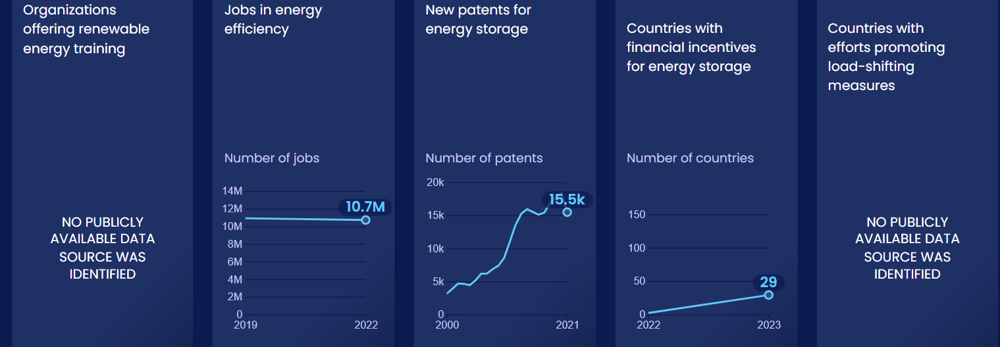 Organizations
offering renewable
energy training
NO PUBLICLY
AVAILABLE DATA
SOURCE WAS
IDENTIFIED
Jobs in energy
efficiency
Number of jobs
14M
12M
10M
8M
6M
4M
2M
0
10.7M
2019 2022
New patents for
energy storage
Number of patents
20k
15k
10k
5k
0
15.5k
2000 2021
Countries with
financial incentives
for energy storage
Number of countries
150
100
50
0
29
2022 2023
Countries with
efforts promoting
load-shifting
measures
NO PUBLICLY
AVAILABLE DATA
SOURCE WAS
IDENTIFIED